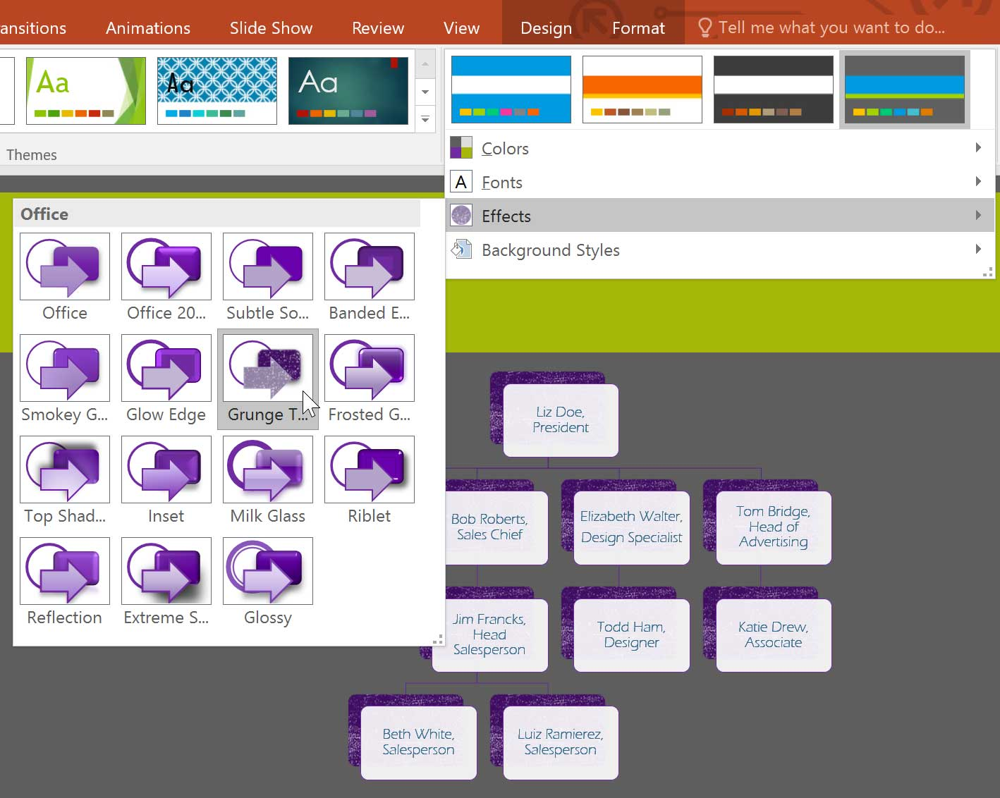 ansitions Animations Slide Show Review View Design Format Tell me what you want to do...
Aa Aa Aa
Themes
Colors
A Fonts
Effects
Background Styles
Office
Office Office 20... Subtle So... Banded E...
Smokey G... Glow Edge Grunge T... Frosted G...
Top Shad... Inset Milk Glass Riblet
Reflection Extreme S... Glossy
Liz Doe,
President
Bob Roberts,
Sales Chief
Elizabeth Walter,
Design Specialist
Tom Bridge,
Head of
Advertising
Jim Francks,
Head
Salesperson
Todd Ham,
Designer
Katie Drew,
Associate
Beth White,
Salesperson
Luiz Ramierez,
Salesperson